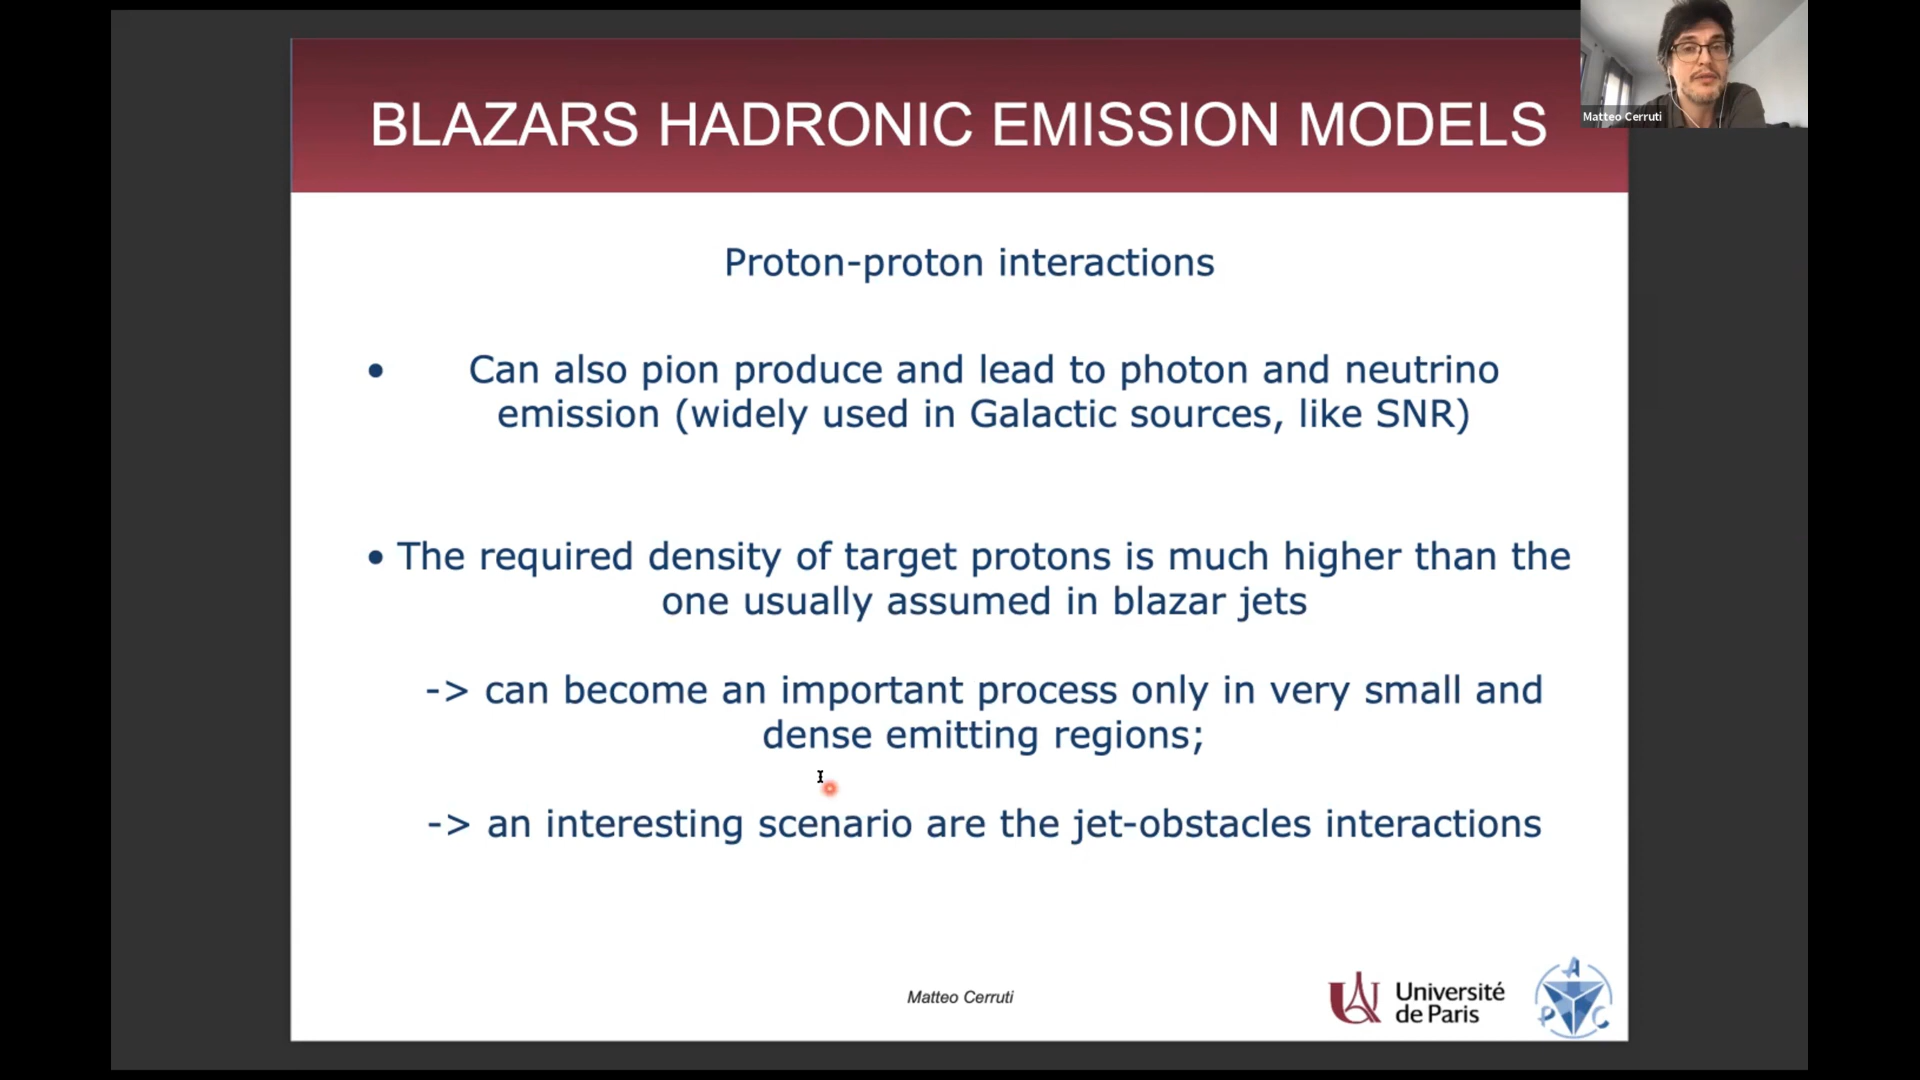 Matteo Cerruti
BLAZARS HADRONIC EMISSION MODELS
Proton-proton interactions
• Can also pion produce and lead to photon and neutrino
emission (widely used in Galactic sources, like SNR)
• The required density of target protons is much higher than the
one usually assumed in blazar jets
-> can become an important process only in very small and
dense emitting regions;
-> an interesting scenario are the jet-obstacles interactions
Matteo Cerruti
Université
de Paris
A
P C